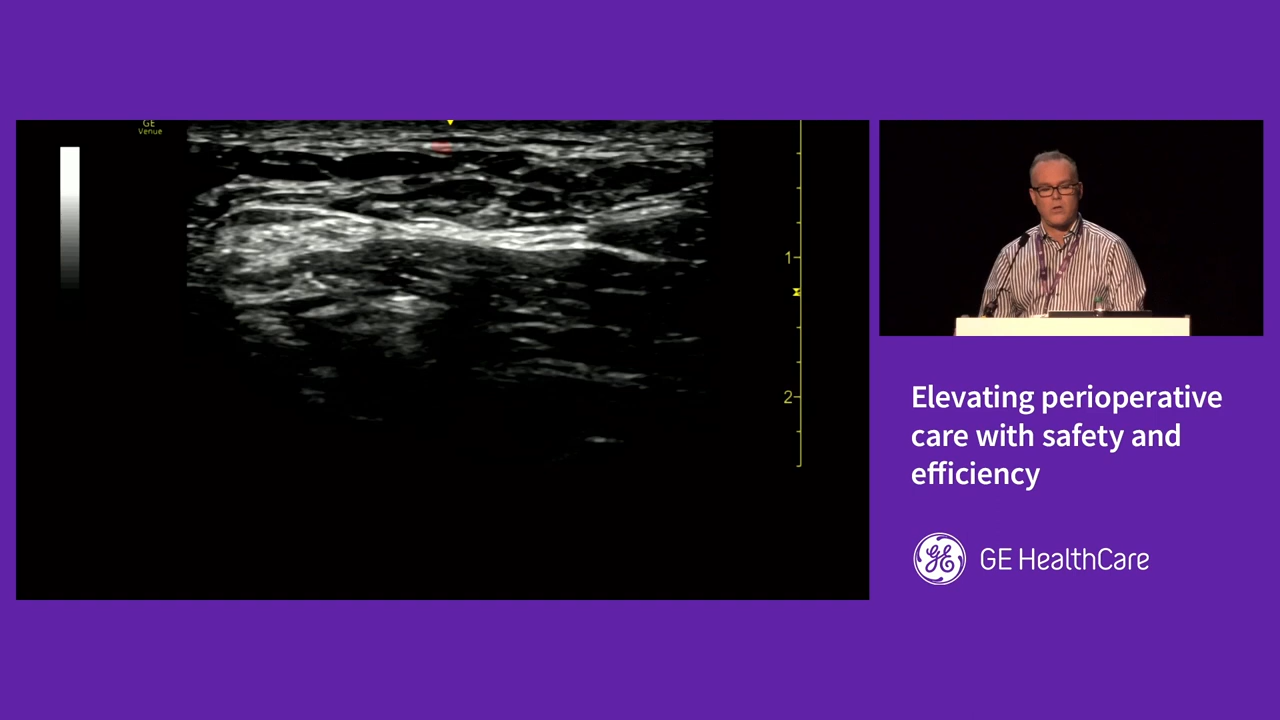 GE
Venue
1
2
Elevating perioperative
care with safety and
efficiency
GE HealthCare